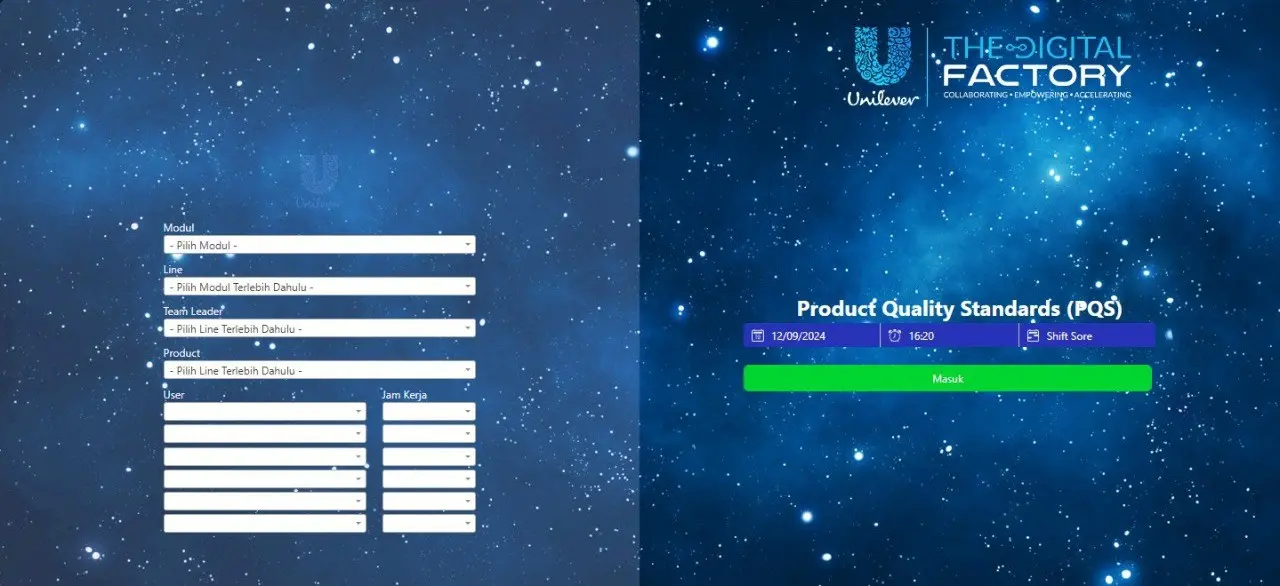 Modul
- Pilih Modul -
Line
- Pilih Modul Terlebih Dahulu -
Team Leader
- Pilih Line Terlebih Dahulu -
Product
- Pilih Line Terlebih Dahulu -
User Jam Kerja
Unilever
Unilever
THE DIGITAL
FACTORY
COLLABORATING • EMPOWERING • ACCELERATING
Product Quality Standards (PQS)
12/09/2024 16:20 Shift Sore
Masuk